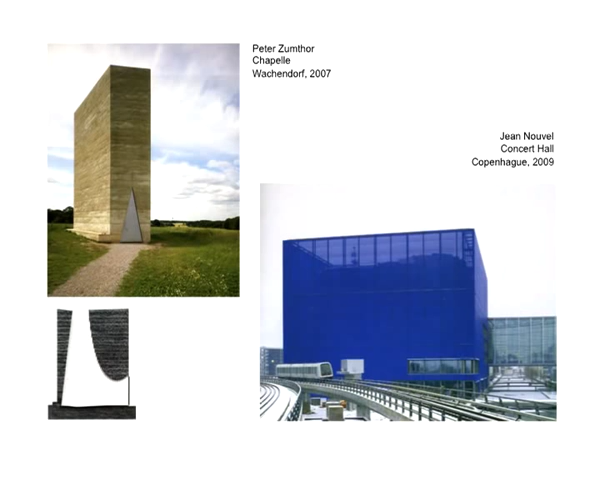 Peter Zumthor
Chapelle
Wachendorf, 2007
Jean Nouvel
Concert Hall
Copenhague, 2009